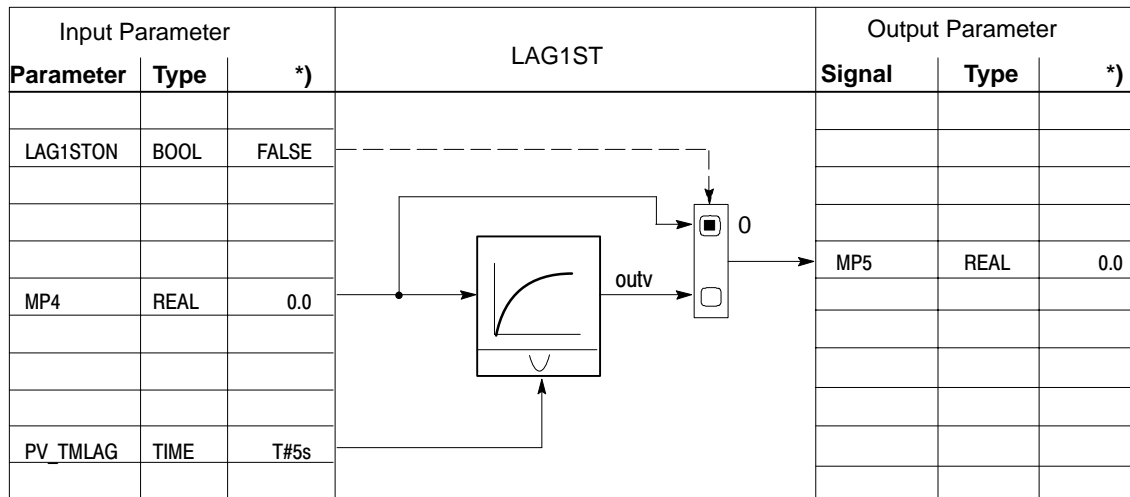 Input Parameter
LAG1ST
Output Parameter
Parameter Type *)
Signal Type *)
LAG1STON BOOL FALSE
0
MP5 REAL 0.0
outv
MP4 REAL 0.0
PV_TMLAG TIME T#5s